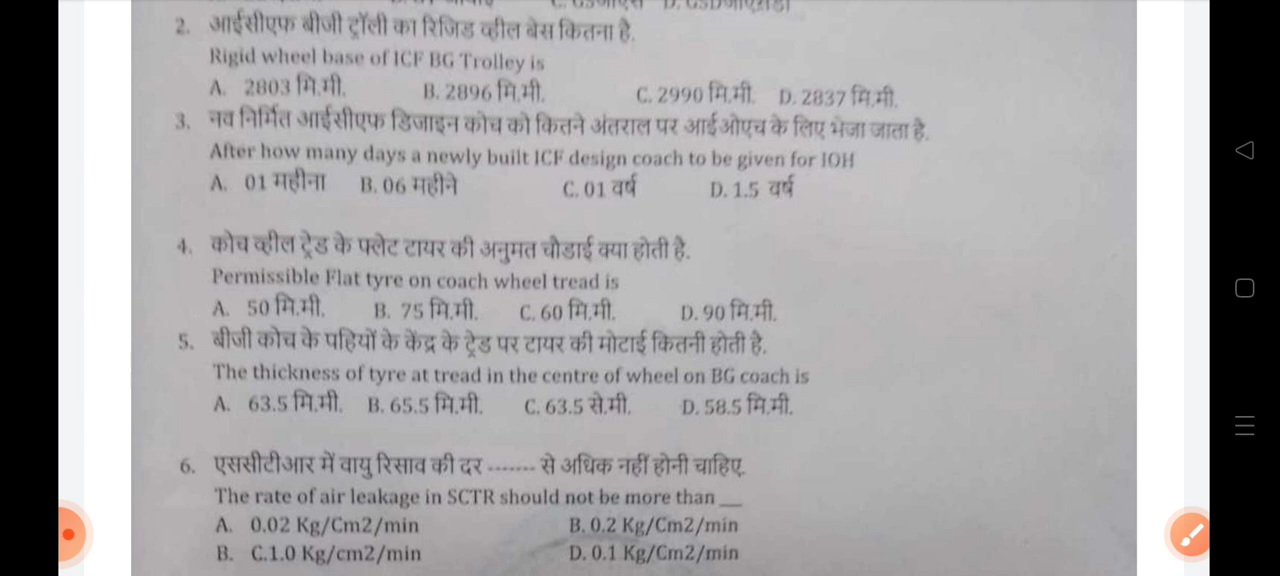 2. आईसीएफ बीजी ट्रॉली का रिजिड व्हील बेस कितना है.
Rigid wheel base of ICF BG Trolley is
A. 2803 मि.मी. B. 2896 मि.मी. C. 2990 मि.मी. D. 2837 मि.मी.
3. नव निर्मित आईसीएफ डिजाइन कोच को कितने अंतराल पर आईओएच के लिए भेजा जाता है.
After how many days a newly built ICF design coach to be given for IOH
A. 01 महीना B. 06 महीने C. 01 वर्ष D. 1.5 वर्ष
4. कोच व्हील ट्रेड के फ्लेट टायर की अनुमत चौडाई क्या होती है.
Permissible Flat tyre on coach wheel tread is
A. 50 मि.मी. B. 75 मि.मी. C. 60 मि.मी. D. 90 मि.मी.
5. बीजी कोच के पहियों के केंद्र के ट्रेड पर टायर की मोटाई कितनी होती है.
The thickness of tyre at tread in the centre of wheel on BG coach is
A. 63.5 मि.मी. B. 65.5 मि.मी. C. 63.5 से.मी. D. 58.5 मि.मी.
6. एससीटीआर में वायु रिसाव की दर ------- से अधिक नहीं होनी चाहिए.
The rate of air leakage in SCTR should not be more than __
A. 0.02 Kg/Cm2/min B. 0.2 Kg/Cm2/min
B. C.1.0 Kg/cm2/min D. 0.1 Kg/Cm2/min